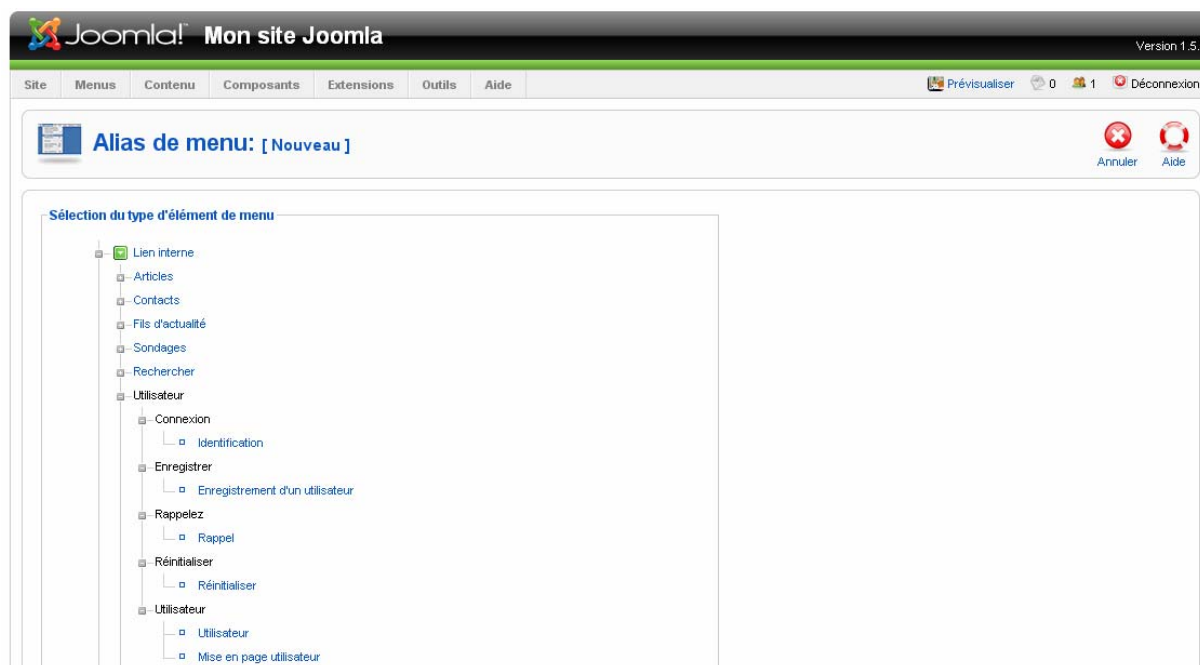 Joomla! Mon site Joomla
Version 1.5.
Site Menus Contenu Composants Extensions Outils Aide Prévisualiser 0 1 Déconnexion
Alias de menu: [ Nouveau ]
Annuler Aide
Sélection du type d'élément de menu
Lien interne
Articles
Contacts
Fils d'actualité
Sondages
Rechercher
Utilisateur
Connexion
Identification
Enregistrer
Enregistrement d'un utilisateur
Rappelez
Rappel
Réinitialiser
Réinitialiser
Utilisateur
Utilisateur
Mise en page utilisateur